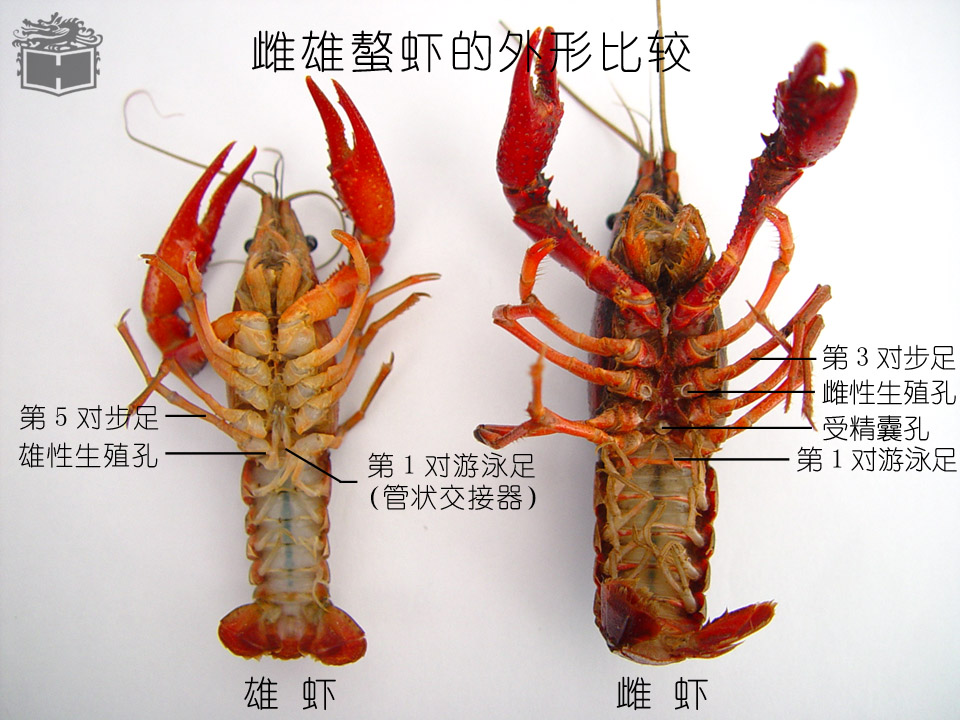 雌雄螯虾的外形比较
第5对步足
雄性生殖孔
第1对游泳足
(管状交接器)
第3对步足
雌性生殖孔
受精囊孔
第1对游泳足
雄 虾
雌 虾